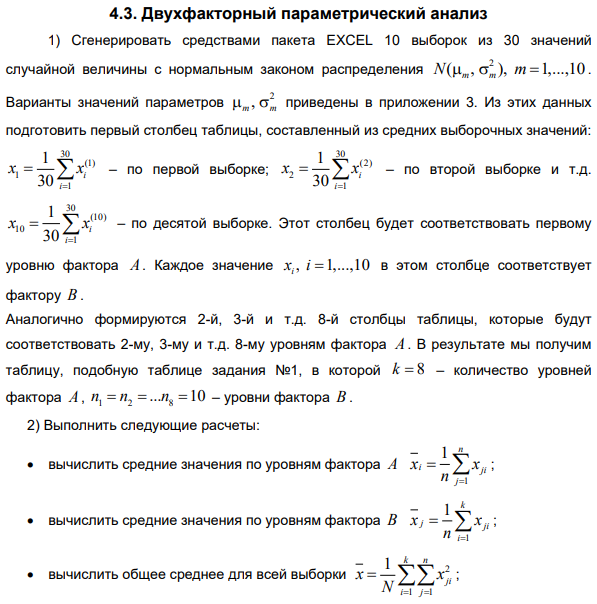 4.3. Двухфакторный параметрический анализ
1) Сгенерировать средствами пакета EXCEL 10 выборок из 30 значений
случайной величины с нормальным законом распределения N(μ_m, σ_m^2), m = 1,...,10 .
Варианты значений параметров μ_m, σ_m^2 приведены в приложении 3. Из этих данных
подготовить первый столбец таблицы, составленный из средних выборочных значений:
x_1 = \frac{1}{30} \sum_{i=1}^{30} x_i^{(1)} – по первой выборке; x_2 = \frac{1}{30} \sum_{i=1}^{30} x_i^{(2)} – по второй выборке и т.д.
x_{10} = \frac{1}{30} \sum_{i=1}^{30} x_i^{(10)} – по десятой выборке. Этот столбец будет соответствовать первому
уровню фактора A. Каждое значение x_i, i = 1,...,10 в этом столбце соответствует
фактору B .
Аналогично формируются 2-й, 3-й и т.д. 8-й столбцы таблицы, которые будут
соответствовать 2-му, 3-му и т.д. 8-му уровням фактора A. В результате мы получим
таблицу, подобную таблице задания №1, в которой k = 8 – количество уровней
фактора A, n_1 = n_2 = ...n_8 = 10 – уровни фактора B .
2) Выполнить следующие расчеты:
• вычислить средние значения по уровням фактора A \overline{x}_i = \frac{1}{n} \sum_{j=1}^{n} x_{ji} ;
• вычислить средние значения по уровням фактора B \overline{x}_j = \frac{1}{n} \sum_{i=1}^{k} x_{ji} ;
• вычислить общее среднее для всей выборки \overline{x} = \frac{1}{N} \sum_{i=1}^{k} \sum_{j=1}^{n} x_{ji}^2 ;